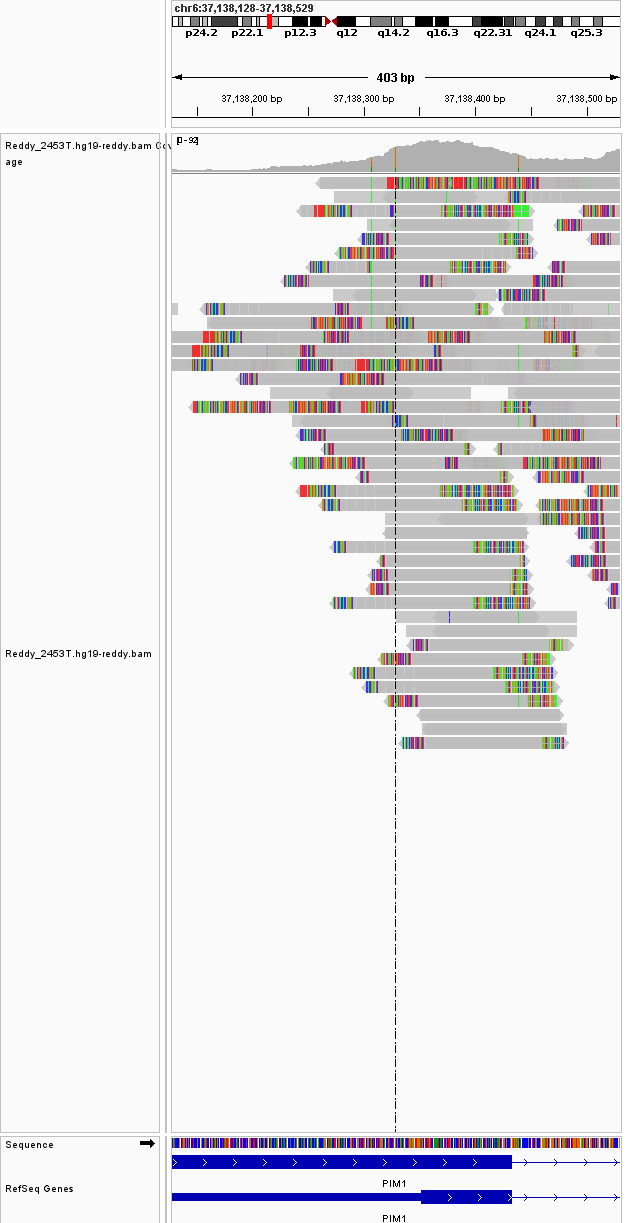 chr6:37,138,128-37,138,529
p24.2 p22.1 p12.3 q12 q14.2 q16.3 q22.31 q24.1 q25.3
403 bp
37,138,200 bp 37,138,300 bp 37,138,400 bp 37,138,500 bp
Reddy_2453T.hg19-reddy.bam Cov
age
[0-92]
Reddy_2453T.hg19-reddy.bam
Sequence
RefSeq Genes
PIM1
PIM1